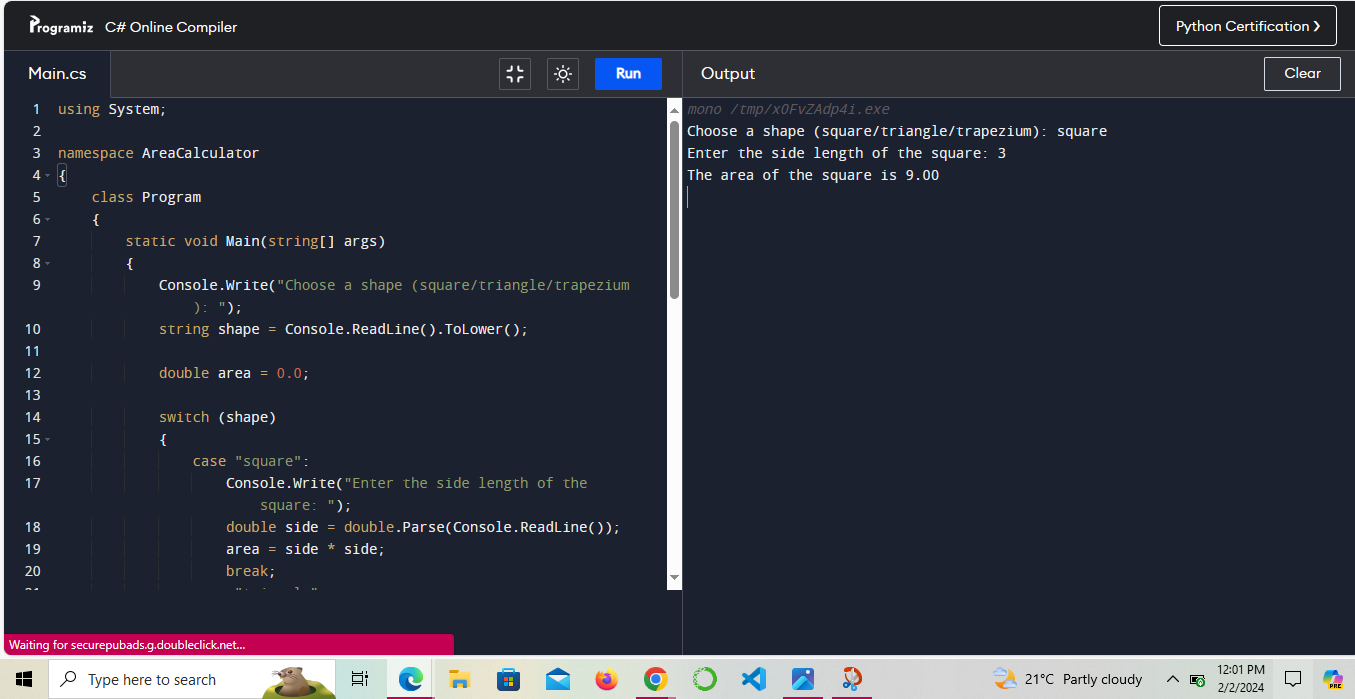 Programiz C# Online Compiler
Python Certification ❯
Main.cs
Run
Output
Clear
1 using System;
2
3 namespace AreaCalculator
4 {
5 class Program
6 {
7 static void Main(string[] args)
8 {
9 Console.Write("Choose a shape (square/triangle/trapezium
): ");
10 string shape = Console.ReadLine().ToLower();
11
12 double area = 0.0;
13
14 switch (shape)
15 {
16 case "square":
17 Console.Write("Enter the side length of the
square: ");
18 double side = double.Parse(Console.ReadLine());
19 area = side * side;
20 break;
mono /tmp/xOFvZAdp4i.exe
Choose a shape (square/triangle/trapezium): square
Enter the side length of the square: 3
The area of the square is 9.00
Waiting for securepubads.g.doubleclick.net...
Type here to search
21°C Partly cloudy
12:01 PM
2/2/2024
PRE